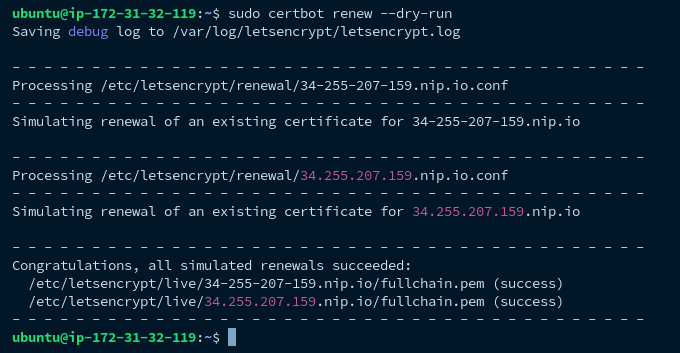 ubuntu@ip-172-31-32-119:~$ sudo certbot renew --dry-run
Saving debug log to /var/log/letsencrypt/letsencrypt.log
- - - - - - - - - - - - - - - - - - - - - - - - - - - - - - - - - - - - - - - -
Processing /etc/letsencrypt/renewal/34-255-207-159.nip.io.conf
- - - - - - - - - - - - - - - - - - - - - - - - - - - - - - - - - - - - - - - -
Simulating renewal of an existing certificate for 34-255-207-159.nip.io
- - - - - - - - - - - - - - - - - - - - - - - - - - - - - - - - - - - - - - - -
Processing /etc/letsencrypt/renewal/34.255.207.159.nip.io.conf
- - - - - - - - - - - - - - - - - - - - - - - - - - - - - - - - - - - - - - - -
Simulating renewal of an existing certificate for 34.255.207.159.nip.io
- - - - - - - - - - - - - - - - - - - - - - - - - - - - - - - - - - - - - - - -
Congratulations, all simulated renewals succeeded:
  /etc/letsencrypt/live/34-255-207-159.nip.io/fullchain.pem (success)
  /etc/letsencrypt/live/34.255.207.159.nip.io/fullchain.pem (success)
- - - - - - - - - - - - - - - - - - - - - - - - - - - - - - - - - - - - - - - -
ubuntu@ip-172-31-32-119:~$